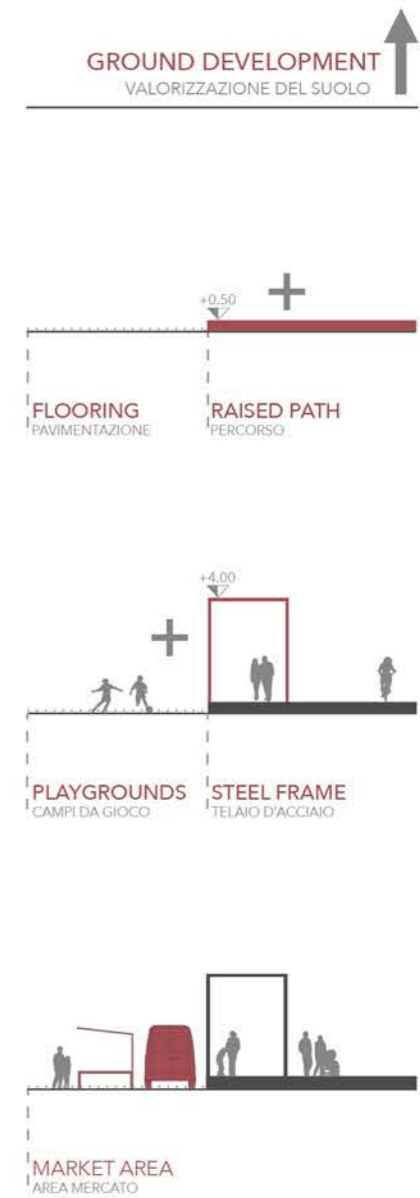 GROUND DEVELOPMENT
VALORIZZAZIONE DEL SUOLO
+0.50
FLOORING
PAVIMENTAZIONE
RAISED PATH
PERCORSO
+4.00
PLAYGROUNDS
CAMPI DA GIOCO
STEEL FRAME
TELAIO D'ACCIAIO
MARKET AREA
AREA MERCATO